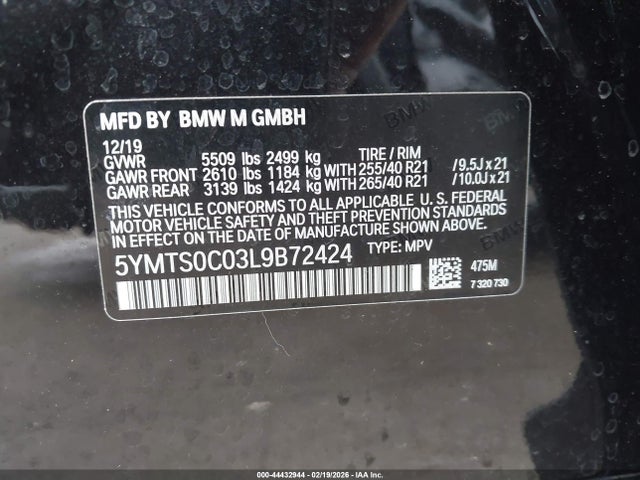 MFD BY BMW M GMBH
12/19
GVWR 5509 lbs 2499 kg TIRE / RIM
GAWR FRONT 2610 lbs 1184 kg WITH 255/40 R21 /9.5J x 21
GAWR REAR 3139 lbs 1424 kg WITH 265/40 R21 /10.0J x 21
THIS VEHICLE CONFORMS TO ALL APPLICABLE U. S. FEDERAL
MOTOR VEHICLE SAFETY AND THEFT PREVENTION STANDARDS
IN EFFECT ON THE DATE OF MANUFACTURE SHOWN ABOVE.
5YMTS0C03L9B72424 TYPE: MPV
475M
7 320 730
000-44432944 - 02/19/2026 - IAA Inc.